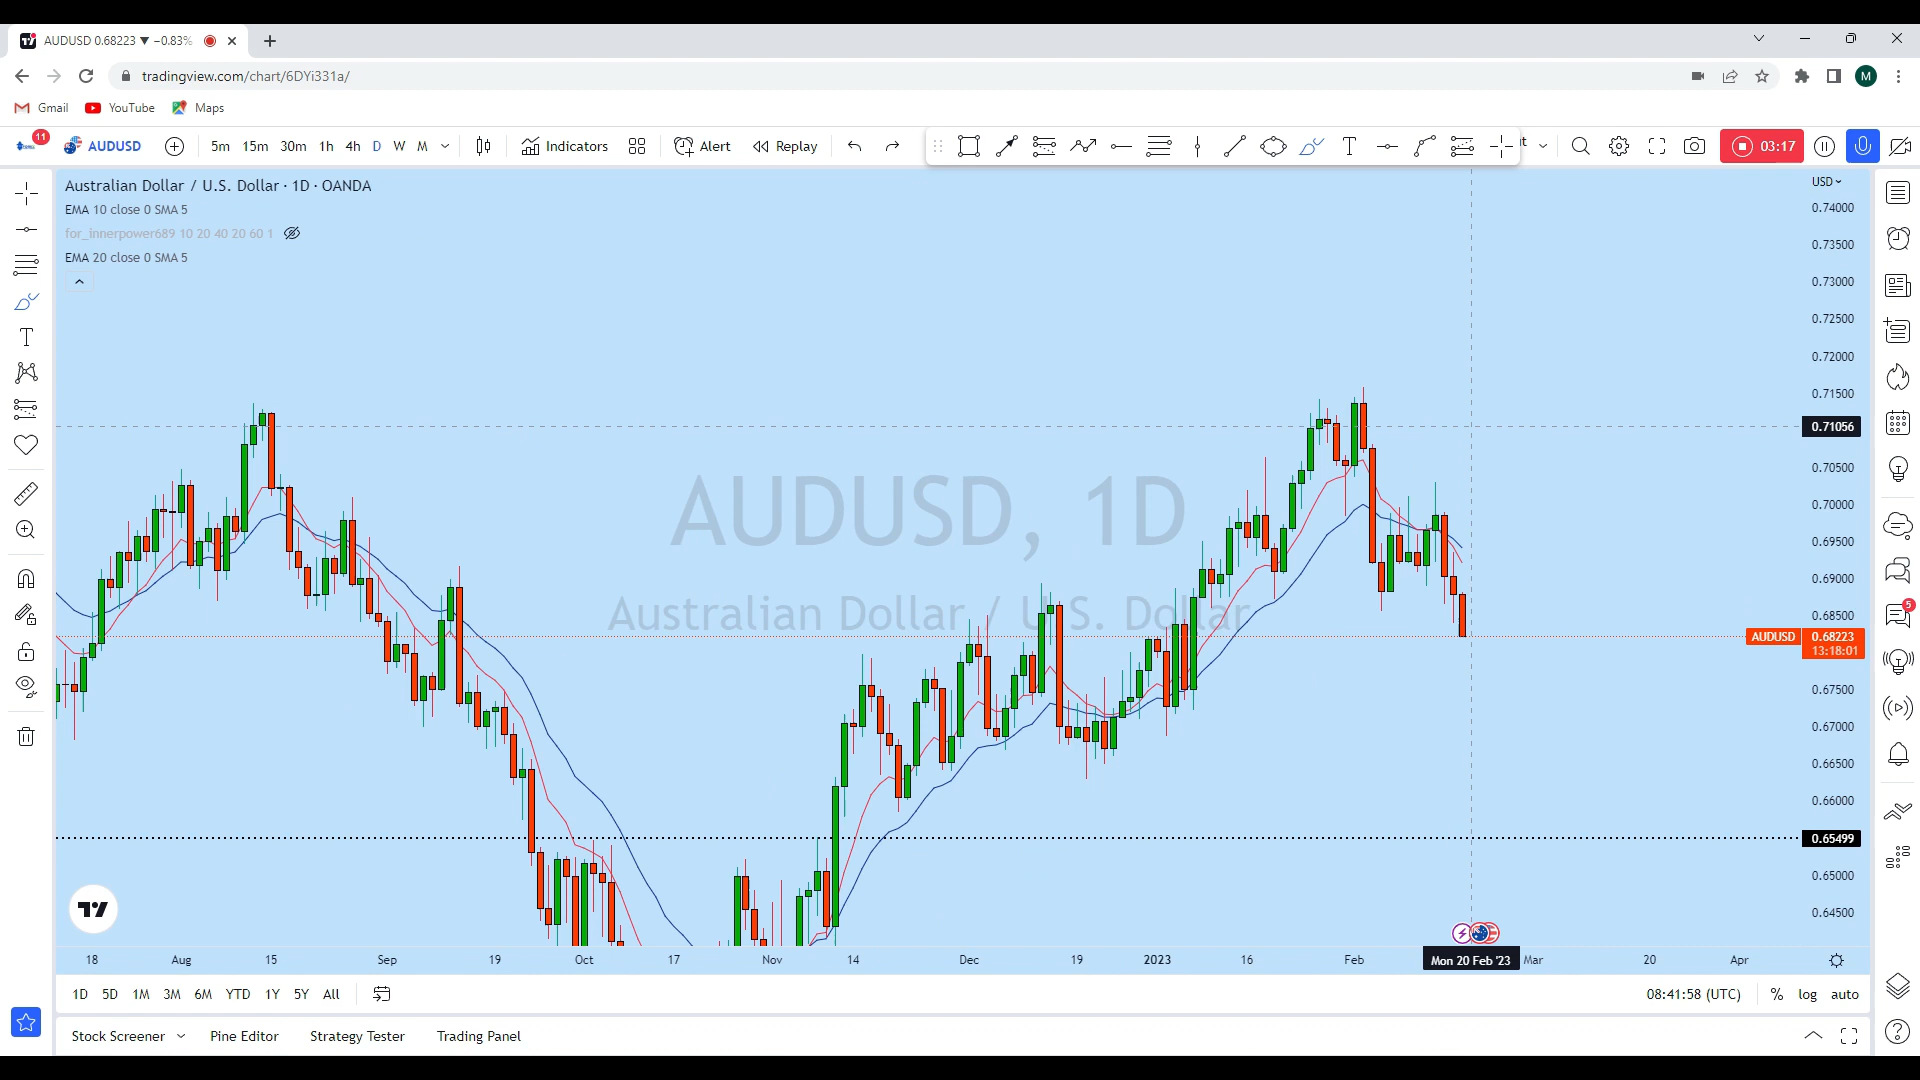 AUDUSD 0.68223 ▼ −0.83%
tradingview.com/chart/6DYi331a/
M
Gmail YouTube Maps
11 AUDUSD 5m 15m 30m 1h 4h D W M Indicators Alert Replay 03:17
Australian Dollar / U.S. Dollar · 1D · OANDA
EMA 10 close 0 SMA 5
for_innerpower689 10 20 40 20 60 1
EMA 20 close 0 SMA 5
USD
0.74000
0.73500
0.73000
0.72500
0.72000
0.71500
0.71056
0.70500
0.70000
0.69500
0.69000
0.68500
AUDUSD 0.68223
13:18:01
0.67500
0.67000
0.66500
0.66000
0.65499
0.65000
0.64500
AUDUSD, 1D
Australian Dollar / U.S. Dollar
5
18 Aug 15 Sep 19 Oct 17 Nov 14 Dec 19 2023 16 Feb Mon 20 Feb '23 Mar 20 Apr
1D 5D 1M 3M 6M YTD 1Y 5Y All 08:41:58 (UTC) % log auto
Stock Screener Pine Editor Strategy Tester Trading Panel